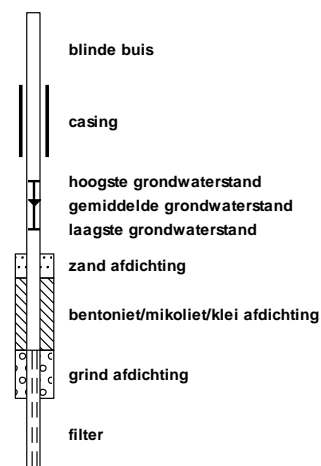 blinde buis
casing
hoogste grondwaterstand
gemiddelde grondwaterstand
laagste grondwaterstand
zand afdichting
bentoniet/mikoliet/klei afdichting
grind afdichting
filter